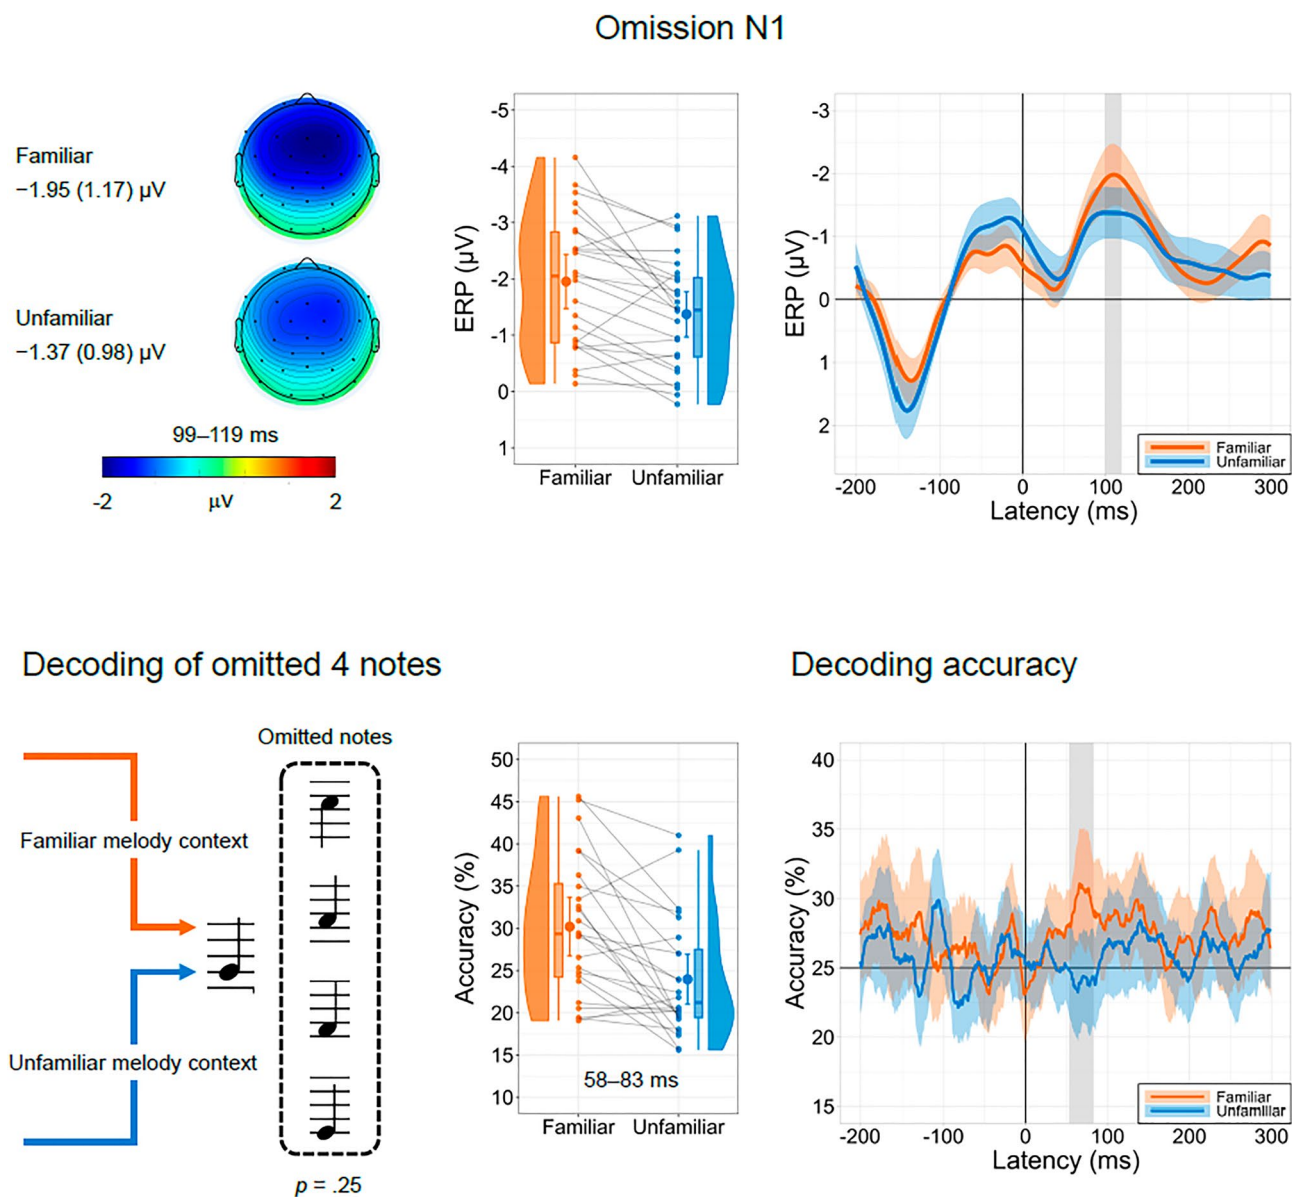 Omission N1
Familiar
−1.95 (1.17) µV
Unfamiliar
−1.37 (0.98) µV
99–119 ms
-2
µV
2
ERP (µV)
-5
-4
-3
-2
-1
0
1
Familiar
Unfamiliar
ERP (µV)
-3
-2
-1
0
1
2
Familiar
Unfamiliar
-200
-100
0
100
200
300
Latency (ms)
Decoding of omitted 4 notes
Omitted notes
Familiar melody context
Unfamiliar melody context
p = .25
Accuracy (%)
50
45
40
35
30
25
20
15
10
58–83 ms
Familiar
Unfamiliar
Decoding accuracy
Accuracy (%)
40
35
30
25
20
15
Familiar
Unfamiliar
-200
-100
0
100
200
300
Latency (ms)